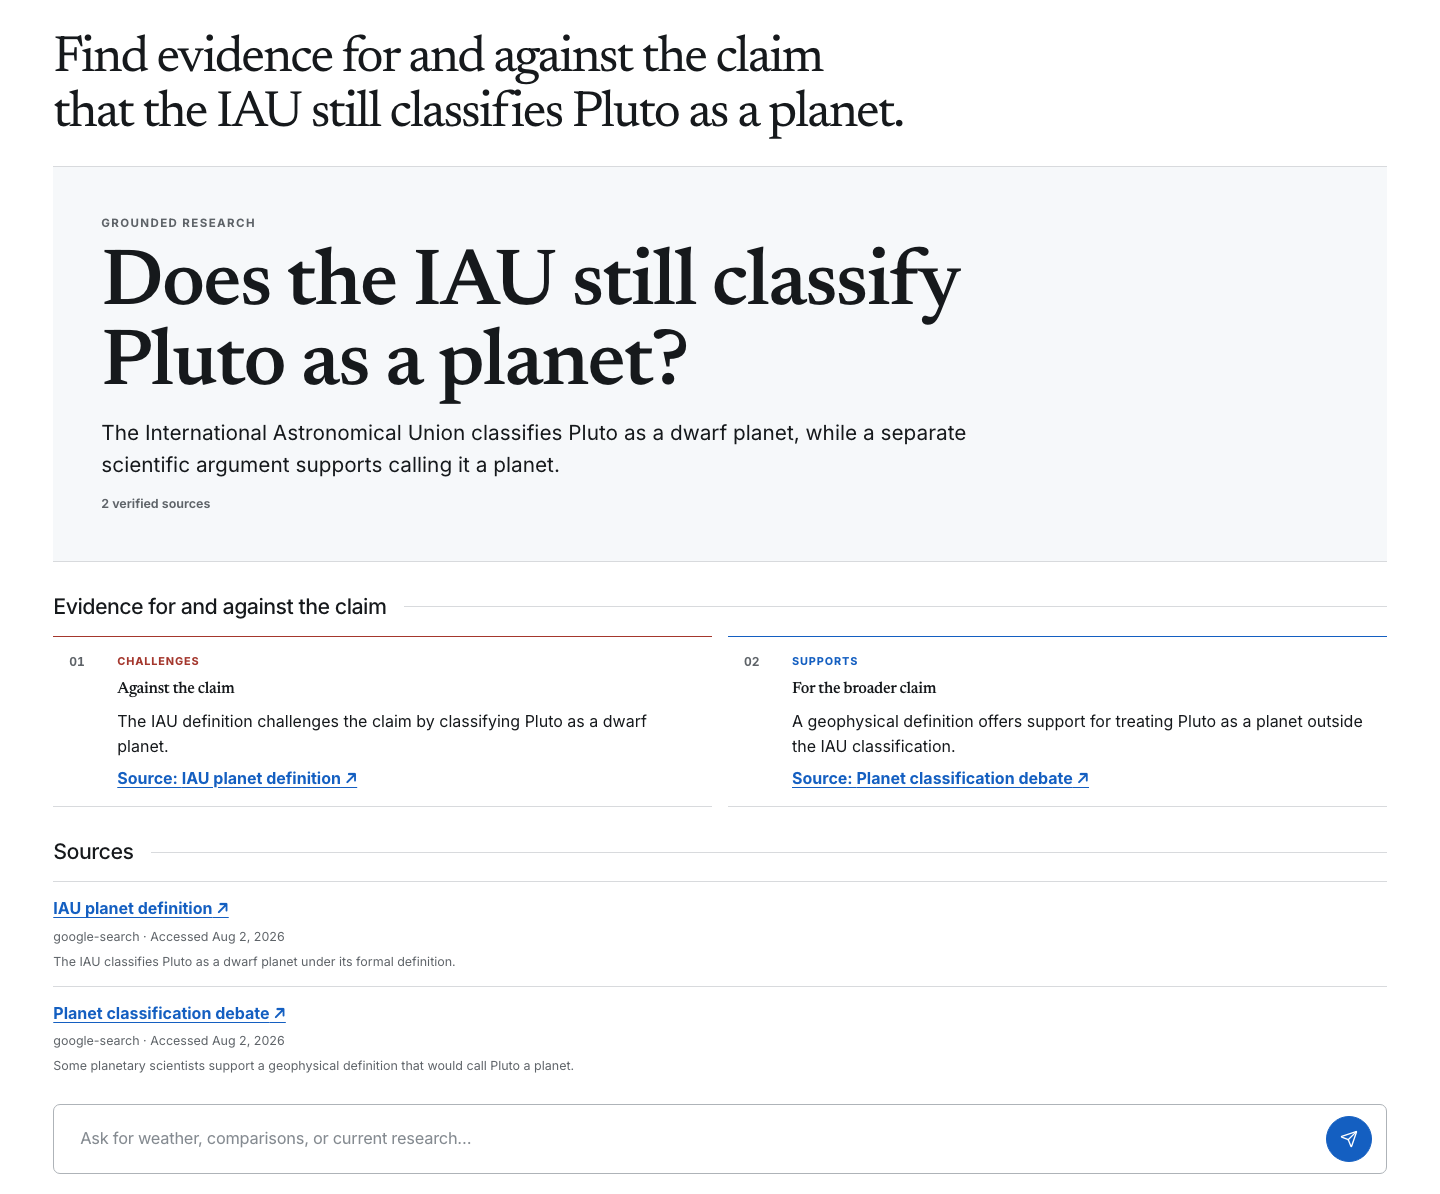 Find evidence for and against the claim
that the IAU still classifies Pluto as a planet.
GROUNDED RESEARCH
Does the IAU still classify
Pluto as a planet?
The International Astronomical Union classifies Pluto as a dwarf planet, while a separate
scientific argument supports calling it a planet.
2 verified sources
Evidence for and against the claim
01
CHALLENGES
Against the claim
The IAU definition challenges the claim by classifying Pluto as a dwarf
planet.
Source: IAU planet definition ↗
02
SUPPORTS
For the broader claim
A geophysical definition offers support for treating Pluto as a planet outside
the IAU classification.
Source: Planet classification debate ↗
Sources
IAU planet definition ↗
google-search · Accessed Aug 2, 2026
The IAU classifies Pluto as a dwarf planet under its formal definition.
Planet classification debate ↗
google-search · Accessed Aug 2, 2026
Some planetary scientists support a geophysical definition that would call Pluto a planet.
Ask for weather, comparisons, or current research...